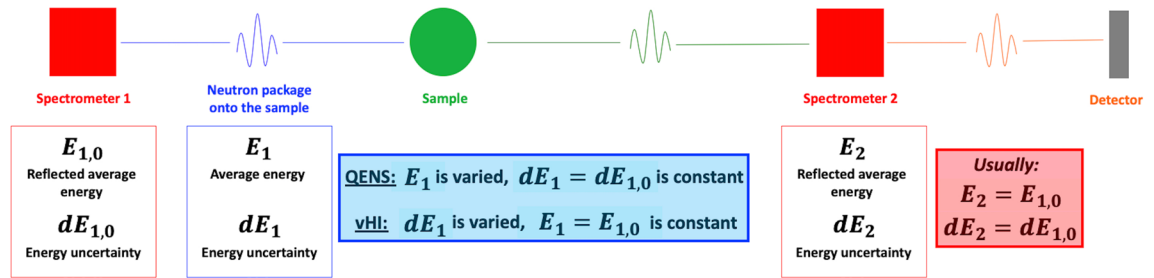 Spectrometer 1
Neutron package
onto the sample
Sample
Spectrometer 2
Detector
E₁,₀
Reflected average
energy
dE₁,₀
Energy uncertainty
E₁
Average energy
dE₁
Energy uncertainty
QENS: E₁ is varied, dE₁ = dE₁,₀ is constant
vHI: dE₁ is varied, E₁ = E₁,₀ is constant
E₂
Reflected average
energy
dE₂
Energy uncertainty
Usually:
E₂ = E₁,₀
dE₂ = dE₁,₀